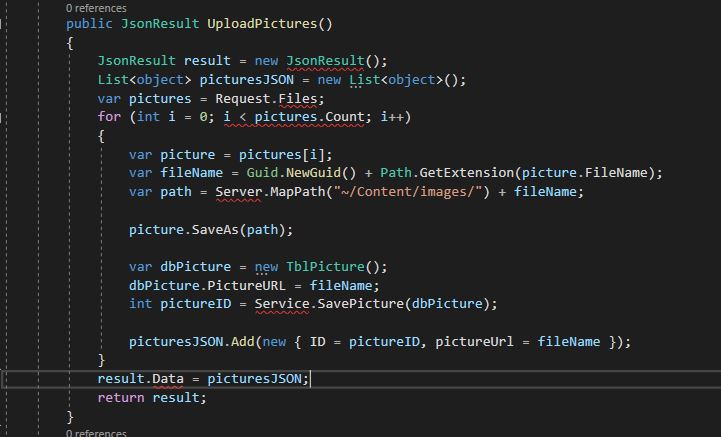 0 references
public JsonResult UploadPictures()
{
JsonResult result = new JsonResult();
List<object> picturesJSON = new List<object>();
var pictures = Request.Files;
for (int i = 0; i < pictures.Count; i++)
{
var picture = pictures[i];
var fileName = Guid.NewGuid() + Path.GetExtension(picture.FileName);
var path = Server.MapPath("~/Content/images/") + fileName;
picture.SaveAs(path);
var dbPicture = new TblPicture();
dbPicture.PictureURL = fileName;
int pictureID = Service.SavePicture(dbPicture);
picturesJSON.Add(new { ID = pictureID, pictureUrl = fileName });
}
result.Data = picturesJSON;
return result;
}
0 references